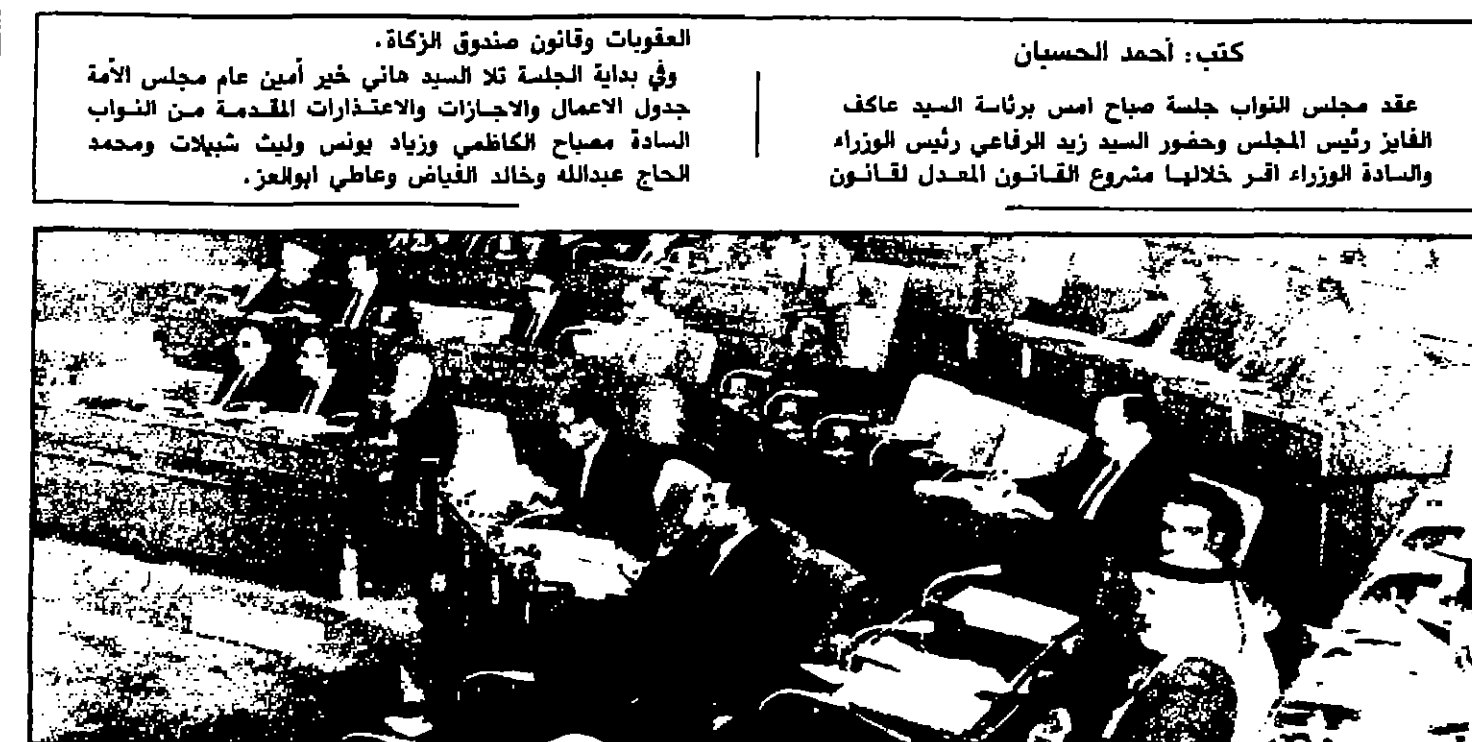 كتب: أحمد الحسبان
عقد مجلس النواب جلسة صباح امس برئاسة السيد عاكف
الفايز رئيس المجلس وحضور السيد زيد الرفاعي رئيس الوزراء
والسادة الوزراء اقر خلالها مشروع القانون المعدل لقانون
العقوبات وقانون صندوق الزكاة.
وفي بداية الجلسة تلا السيد هاني خير أمين عام مجلس الأمة
جدول الاعمال والاجازات والاعتذارات المقدمة من النواب
السادة مصباح الكاظمي وزياد يونس وليث شبيلات ومحمد
الحاج عبدالله وخالد الفياض وعاطي ابوالعز.